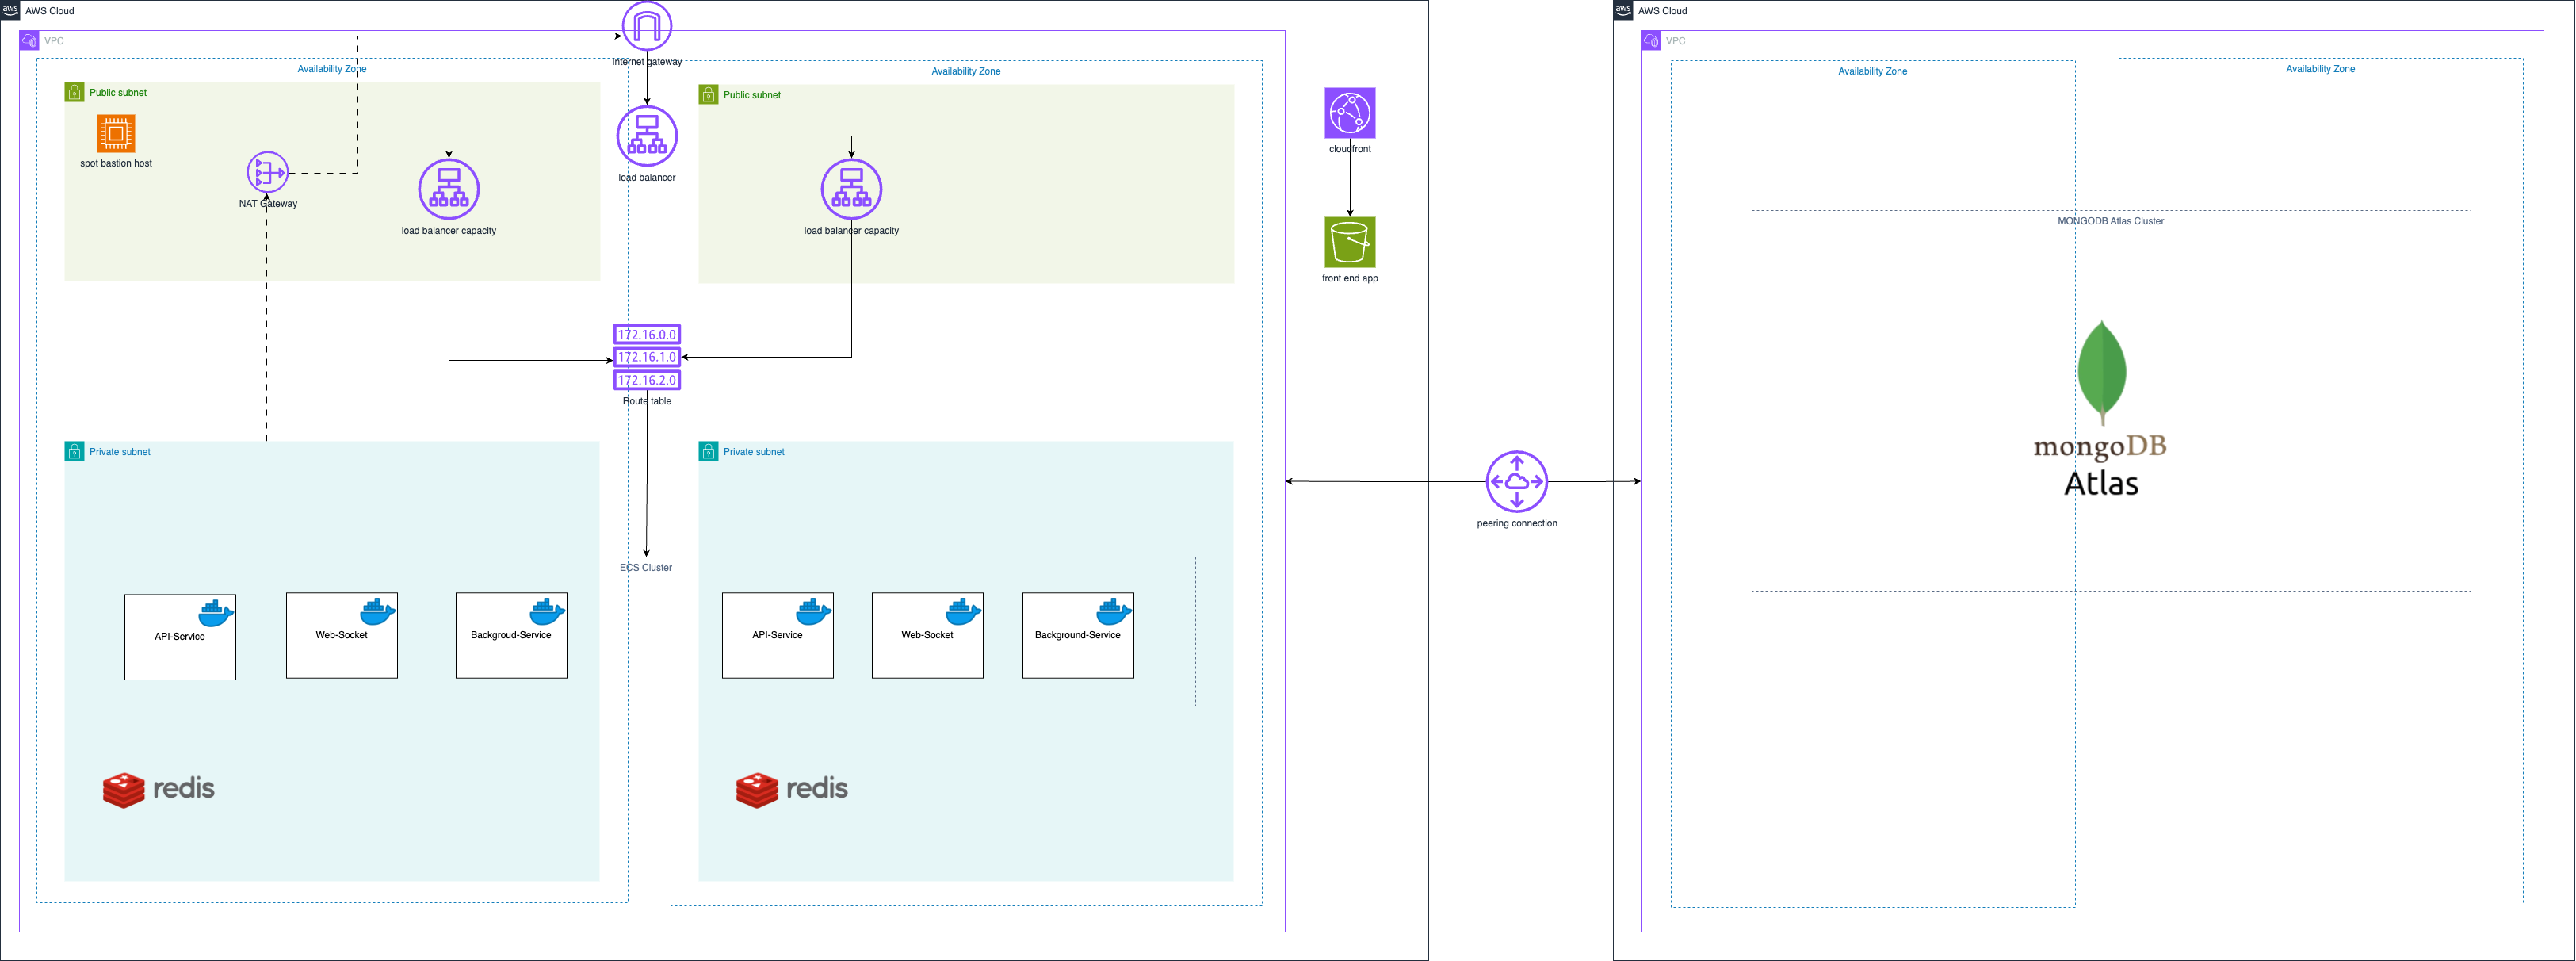 aws
AWS Cloud
VPC
Internet gateway
Availability Zone
Public subnet
spot bastion host
NAT Gateway
load balancer capacity
load balancer
Availability Zone
Public subnet
load balancer capacity
172.16.0.0
172.16.1.0
172.16.2.0
Route table
Private subnet
Private subnet
ECS Cluster
API-Service
Web-Socket
Backgroud-Service
API-Service
Web-Socket
Background-Service
redis
redis
cloudfront
front end app
peering connection
aws
AWS Cloud
VPC
Availability Zone
Availability Zone
MONGODB Atlas Cluster
mongoDB
Atlas